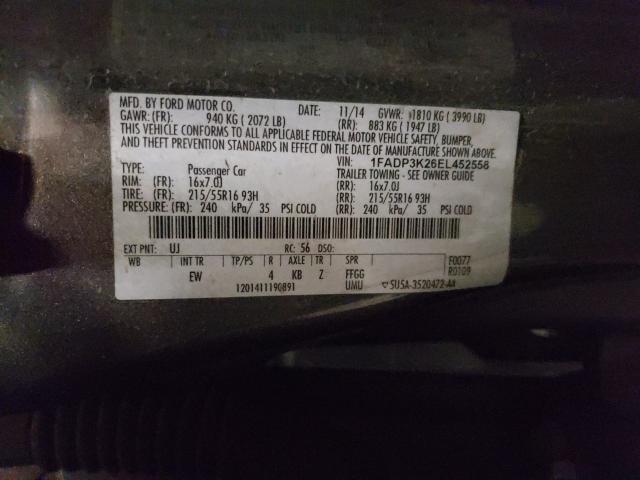 MFD. BY FORD MOTOR CO. DATE: 11/14 GVWR: 1810 KG ( 3990 LB)
GAWR: (FR): 940 KG ( 2072 LB) (RR): 883 KG ( 1947 LB)
THIS VEHICLE CONFORMS TO ALL APPLICABLE FEDERAL MOTOR VEHICLE SAFETY, BUMPER,
AND THEFT PREVENTION STANDARDS IN EFFECT ON THE DATE OF MANUFACTURE SHOWN ABOVE.
VIN: 1FADP3K26EL452558
TYPE: Passenger Car TRAILER TOWING - SEE OWNER GUIDE
RIM: (FR): 16x7.0J (RR): 16x7.0J
TIRE: (FR): 215/55R16 93H (RR): 215/55R16 93H
PRESSURE: (FR): 240 kPa/ 35 PSI COLD (RR): 240 kPa/ 35 PSI COLD
EXT PNT: UJ RC: 56 DSO: F0077
WB INT TR TP/PS R AXLE TR SPR R0109
EW 4 KB Z FFGG
1201411190891 UMU ▽ 5U5A-3520472-AA